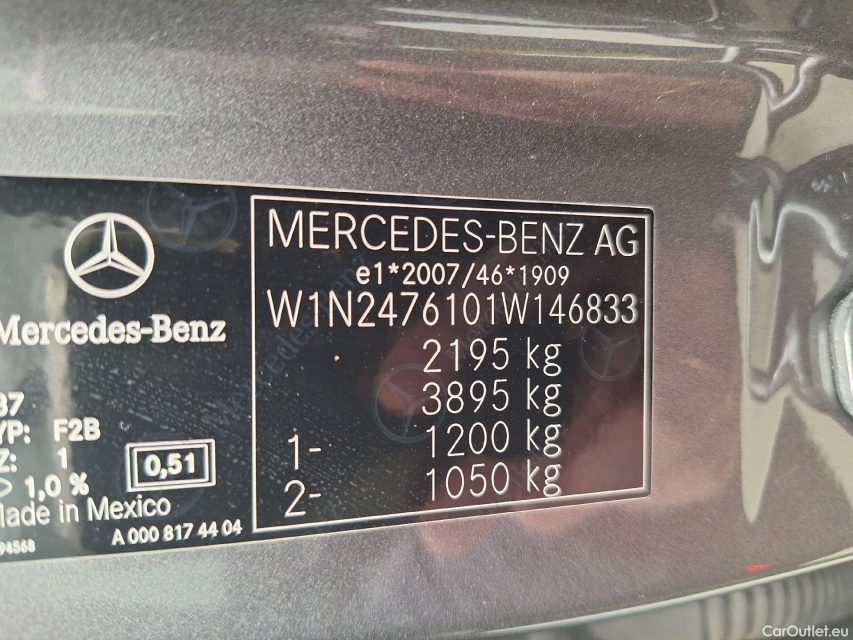 MERCEDES-BENZ AG
e1*2007/46*1909
W1N2476101W146833
2195 kg
3895 kg
1- 1200 kg
2- 1050 kg
Mercedes-Benz
YP: F2B
Z: 1
0,51
1,0 %
Made in Mexico
A 000 817 44 04
CarOutlet.eu